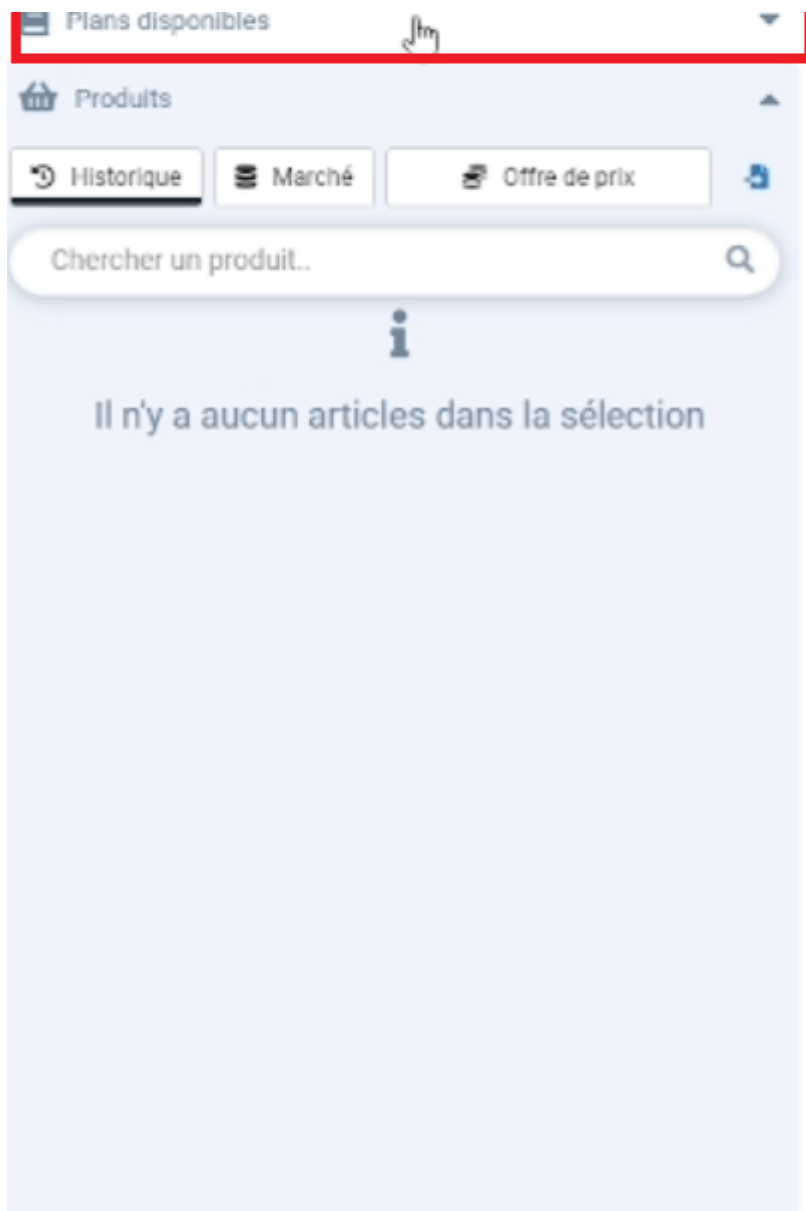 Plans disponibles
Produits
Historique Marché Offre de prix
Chercher un produit..
Il n'y a aucun articles dans la sélection